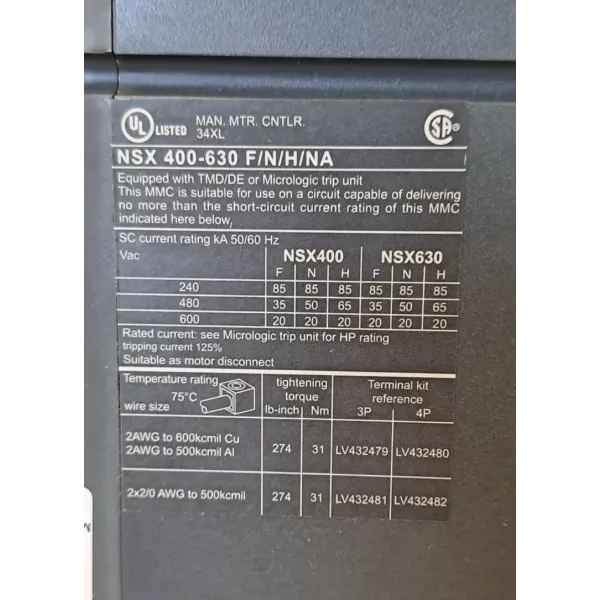 UL LISTED MAN. MTR. CNTLR.
34XL
SA
NSX 400-630 F/N/H/NA
Equipped with TMD/DE or Micrologic trip unit
This MMC is suitable for use on a circuit capable of delivering
no more than the short-circuit current rating of this MMC
indicated here below,
SC current rating kA 50/60 Hz
Vac NSX400 NSX630
F N H F N H
240 85 85 85 85 85 85
480 35 50 65 35 50 65
600 20 20 20 20 20 20
Rated current: see Micrologic trip unit for HP rating
tripping current 125%
Suitable as motor disconnect
Temperature rating tightening Terminal kit
75°C torque reference
wire size lb-inch Nm 3P 4P
2AWG to 600kcmil Cu
2AWG to 500kcmil Al 274 31 LV432479 LV432480
2x2/0 AWG to 500kcmil 274 31 LV432481 LV432482